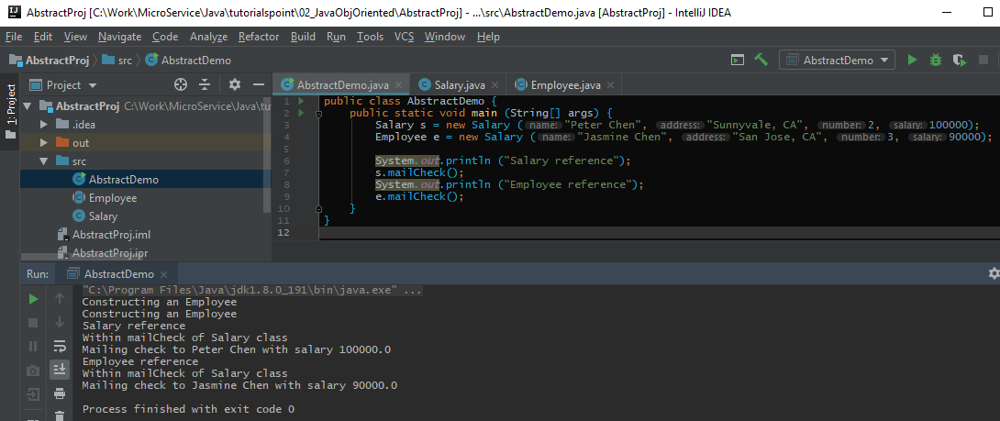 AbstractProj [C:\Work\MicroService\Java\tutorialspoint\02_JavaObjOriented\AbstractProj] - ...\src\AbstractDemo.java [AbstractProj] - IntelliJ IDEA
File Edit View Navigate Code Analyze Refactor Build Run Tools VCS Window Help
AbstractProj src AbstractDemo AbstractDemo
1: Project
Project AbstractDemo.java Salary.java Employee.java
AbstractProj C:\Work\MicroService\Java\tu
.idea
out
src
AbstractDemo
Employee
Salary
AbstractProj.iml
AbstractProj.ipr
1 public class AbstractDemo {
2 public static void main (String[] args) {
3 Salary s = new Salary ( name: "Peter Chen", address: "Sunnyvale, CA", number: 2, salary: 100000);
4 Employee e = new Salary ( name: "Jasmine Chen", address: "San Jose, CA", number: 3, salary: 90000);
5
6 System.out.println ("Salary reference");
7 s.mailCheck();
8 System.out.println ("Employee reference");
9 e.mailCheck();
10 }
11 }
12
Run: AbstractDemo
"C:\Program Files\Java\jdk1.8.0_191\bin\java.exe" ...
Constructing an Employee
Constructing an Employee
Salary reference
Within mailCheck of Salary class
Mailing check to Peter Chen with salary 100000.0
Employee reference
Within mailCheck of Salary class
Mailing check to Jasmine Chen with salary 90000.0
Process finished with exit code 0